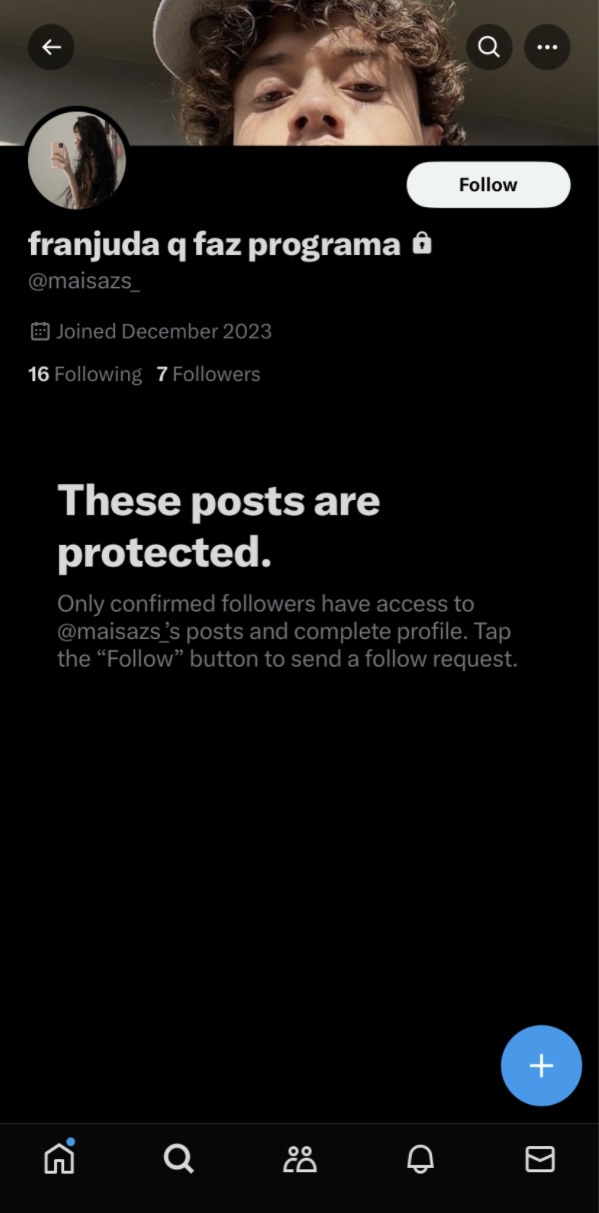 Follow
franjuda q faz programa
@maisazs_
Joined December 2023
16 Following 7 Followers
These posts are
protected.
Only confirmed followers have access to
@maisazs_’s posts and complete profile. Tap
the “Follow” button to send a follow request.